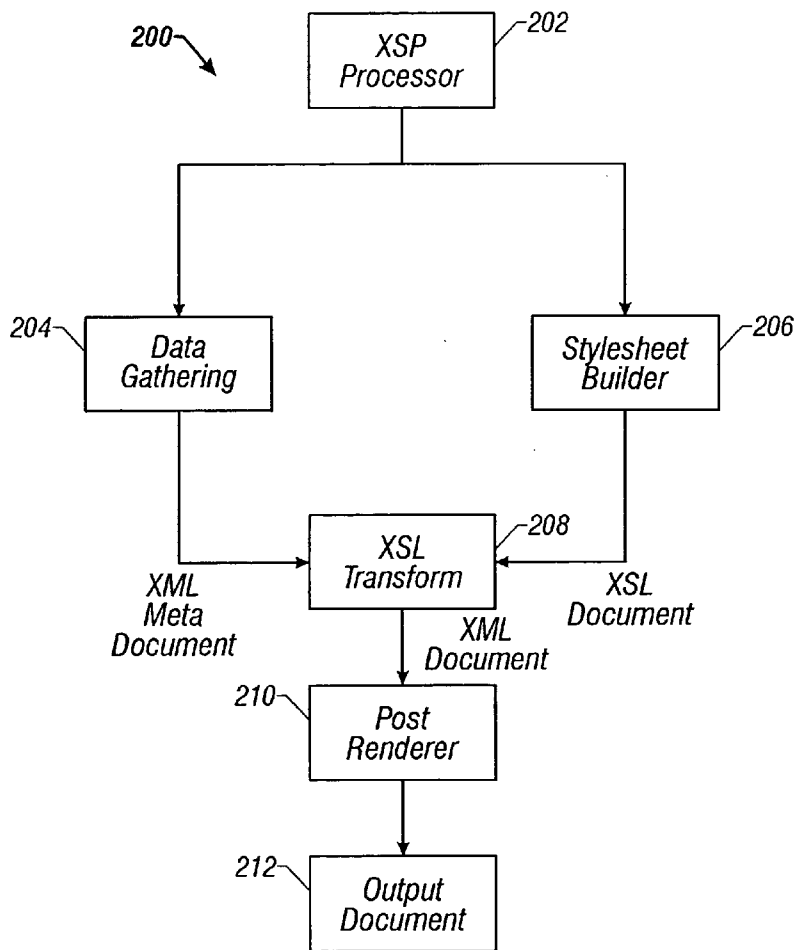 200
XSP
Processor
202
204
Data
Gathering
Stylesheet
Builder
206
XSL
Transform
208
XML
Meta
Document
XSL
Document
XML
Document
210
Post
Renderer
212
Output
Document